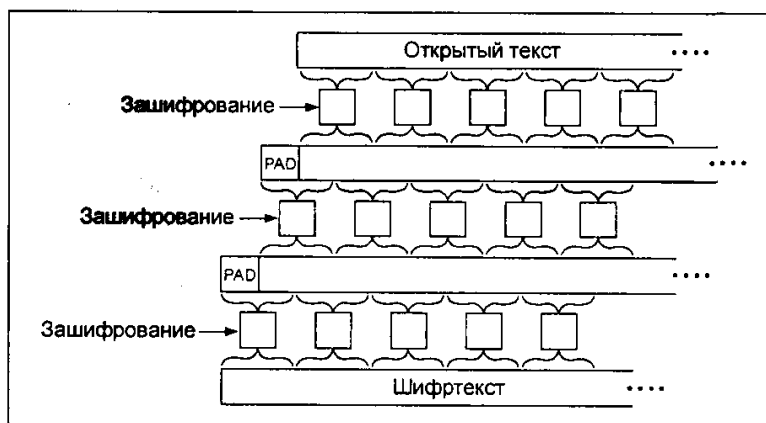 Открытый текст
Зашифрование
PAD
Зашифрование
PAD
Зашифрование
Шифртекст